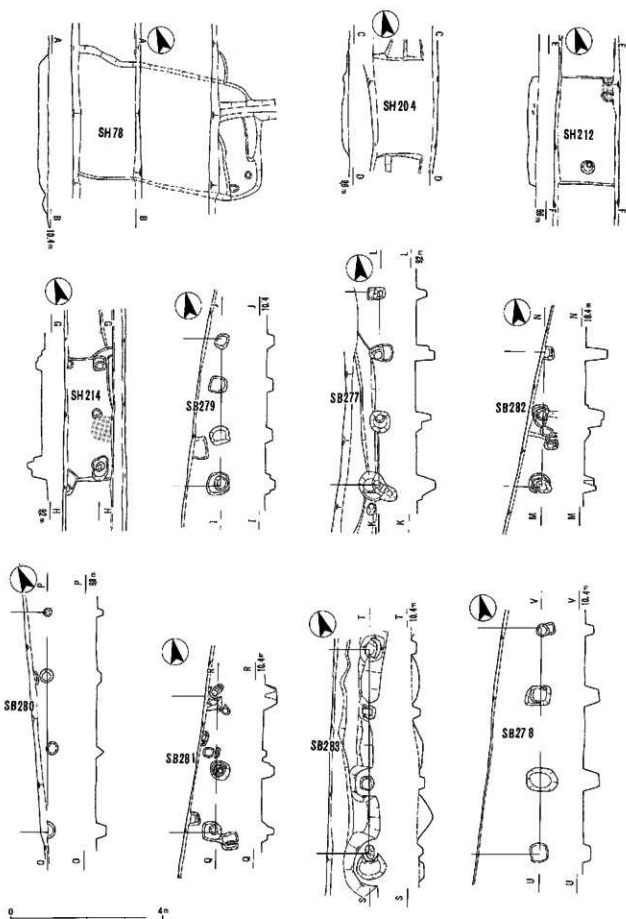 A
B
A
B
10.4m
SH78
C
D
C
D
SH204
E
F
E
F
SH212
G
H
G
H
SH214
J
I
J
I
10.4
SB279
L
K
L
K
SB277
N
M
N
M
10.4m
SB282
P
O
P
O
SB280
R
Q
R
Q
10.4m
SB281
T
S
T
S
10.4m
SB283
V
U
V
U
10.4m
SB278
0
4m